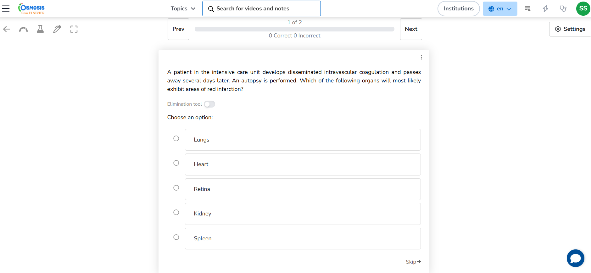 OSMOSIS
Topics
Search for videos and notes
Institutions
en
SS
Prev
1 of 2
0 Correct 0 Incorrect
Next
Settings
A patient in the intensive care unit develops disseminated intravascular coagulation and passes
away several days later. An autopsy is performed. Which of the following organs will most likely
exhibit areas of red infarction?
Elimination tool
Choose an option:
Lungs
Heart
Retina
Kidney
Spleen
Skip